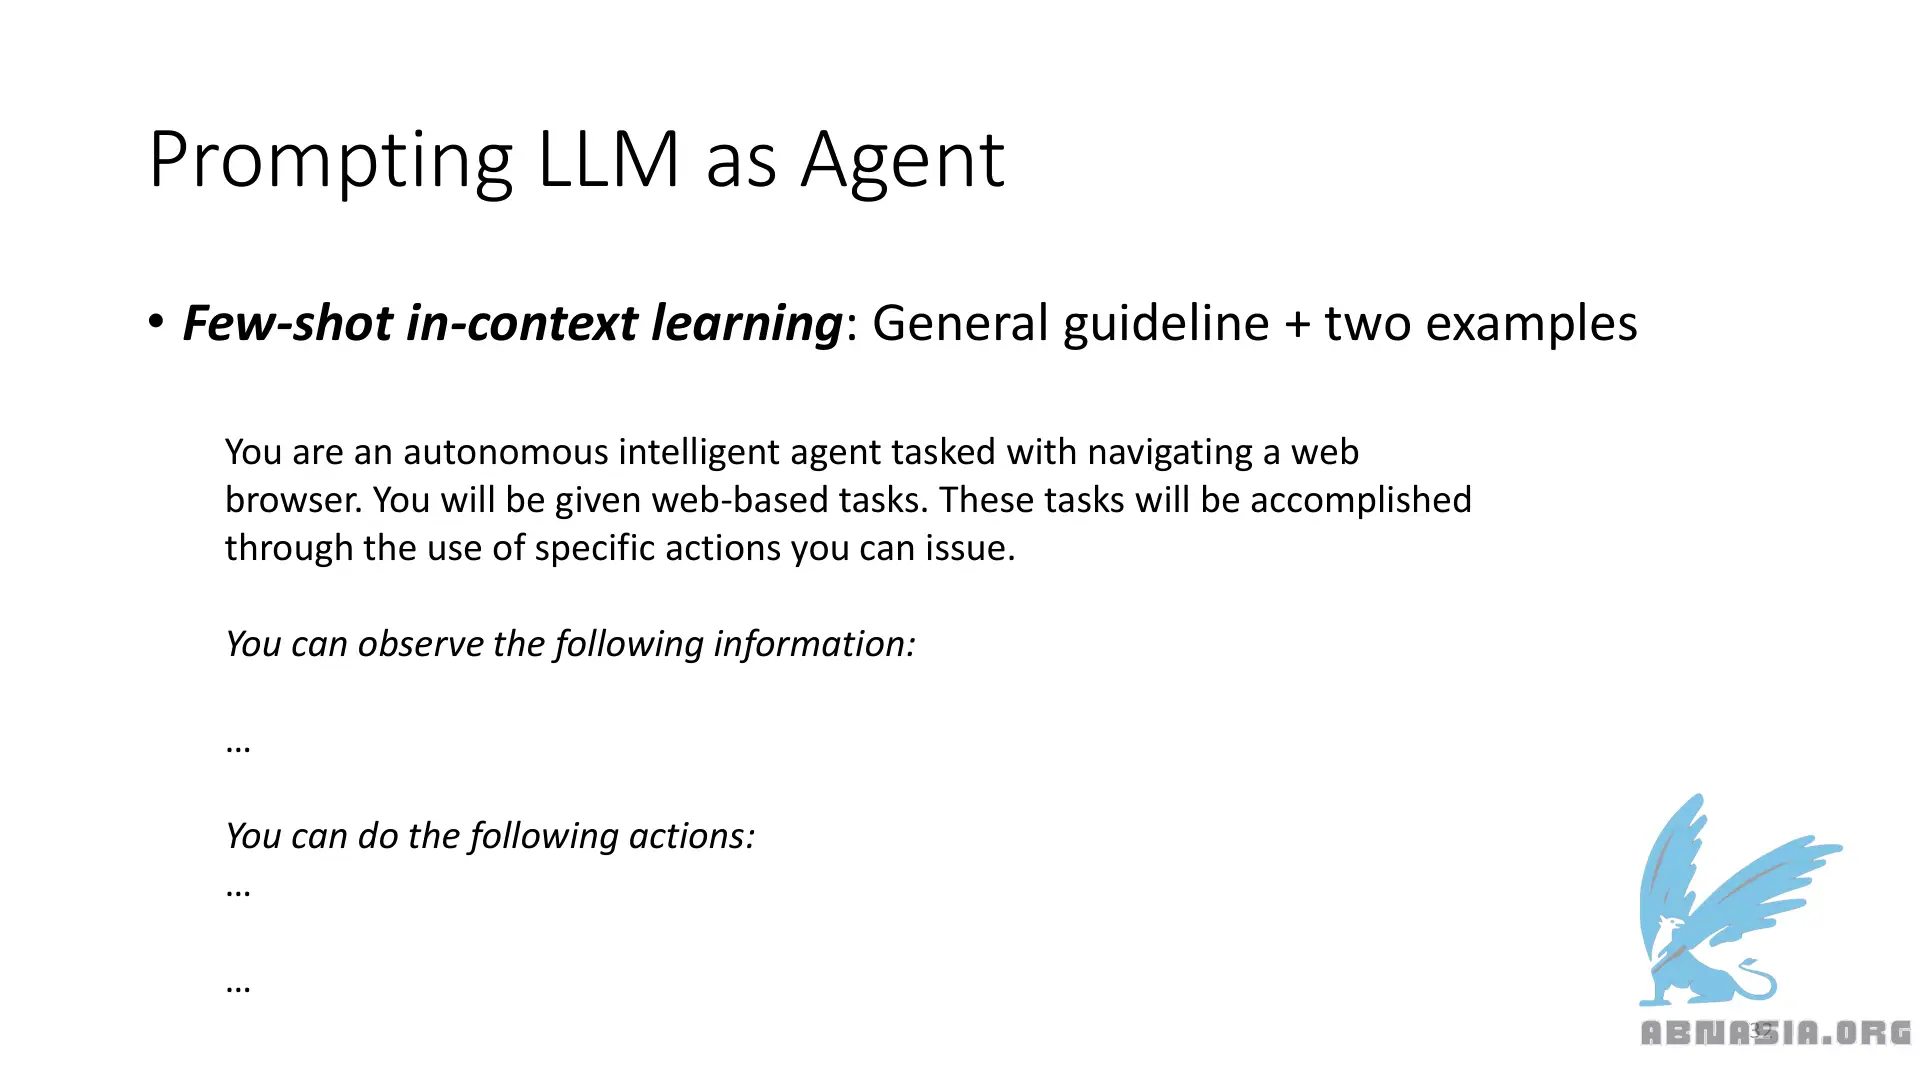 Prompting LLM as Agent
• Few-shot in-context learning: General guideline + two examples
You are an autonomous intelligent agent tasked with navigating a web
browser. You will be given web-based tasks. These tasks will be accomplished
through the use of specific actions you can issue.
You can observe the following information:
…
You can do the following actions:
…
…
32
ABNASIA.ORG